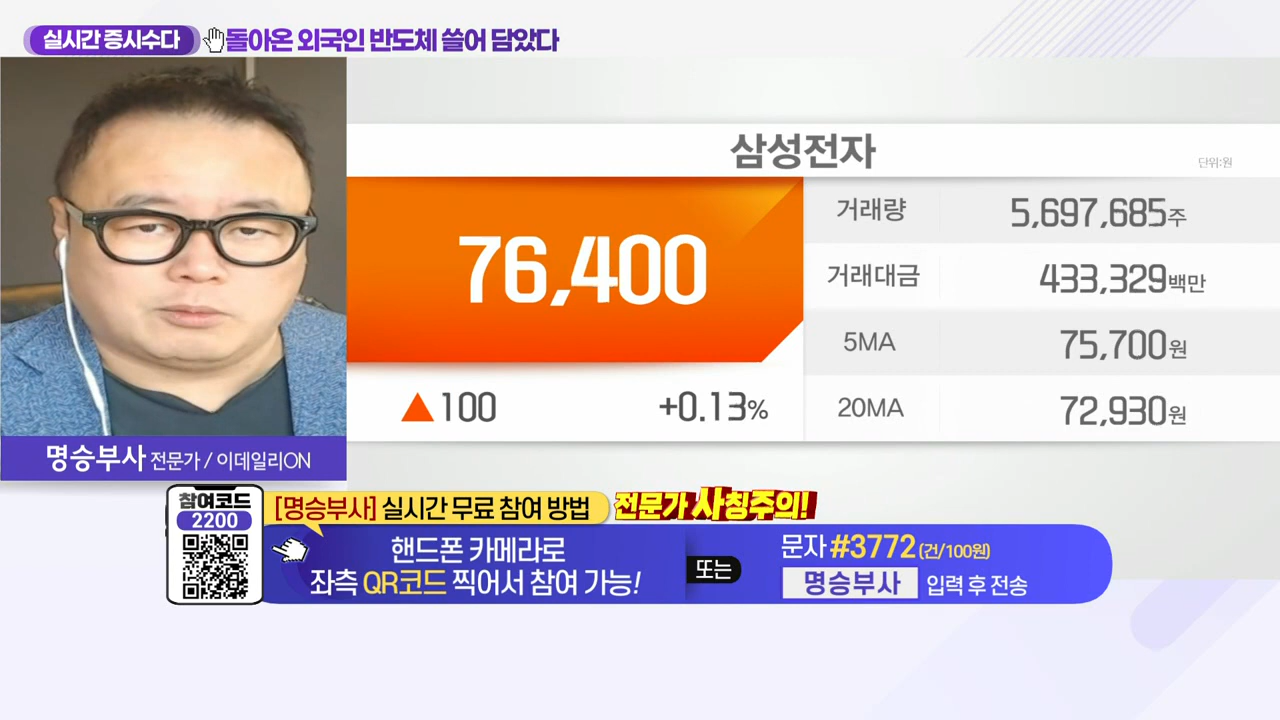 실시간 증시수다
돌아온 외국인 반도체 쓸어 담았다
삼성전자
단위:원
76,400
▲100 +0.13%
거래량 5,697,685주
거래대금 433,329백만
5MA 75,700원
20MA 72,930원
명승부사 전문가 / 이데일리ON
참여코드
2200
[명승부사] 실시간 무료 참여 방법
전문가 사칭주의!
핸드폰 카메라로
좌측 QR코드 찍어서 참여 가능!
또는
문자 #3772 (건/100원)
명승부사 입력 후 전송